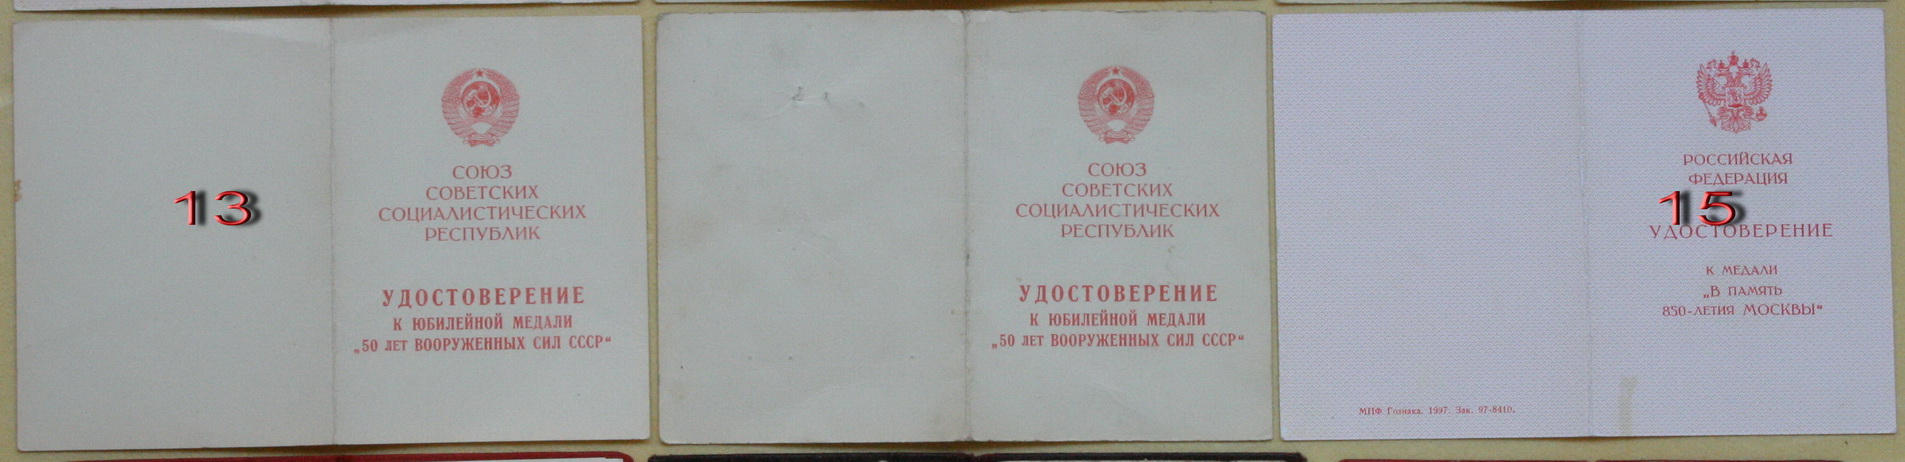 13
СОЮЗ
СОВЕТСКИХ
СОЦИАЛИСТИЧЕСКИХ
РЕСПУБЛИК
УДОСТОВЕРЕНИЕ
К ЮБИЛЕЙНОЙ МЕДАЛИ
„50 ЛЕТ ВООРУЖЕННЫХ СИЛ СССР“
СОЮЗ
СОВЕТСКИХ
СОЦИАЛИСТИЧЕСКИХ
РЕСПУБЛИК
УДОСТОВЕРЕНИЕ
К ЮБИЛЕЙНОЙ МЕДАЛИ
„50 ЛЕТ ВООРУЖЕННЫХ СИЛ СССР“
РОССИЙСКАЯ
ФЕДЕРАЦИЯ
15
УДОСТОВЕРЕНИЕ
К МЕДАЛИ
„В ПАМЯТЬ
850-ЛЕТИЯ МОСКВЫ“
МПФ Гознака. 1997. Зак. 97-8410.